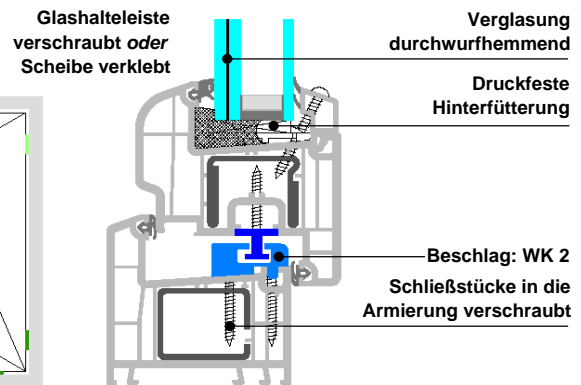 Glashalteleiste
verschraubt oder
Scheibe verklebt
Verglasung
durchwurfhemmend
Druckfeste
Hinterfütterung
Beschlag: WK 2
Schließstücke in die
Armierung verschraubt